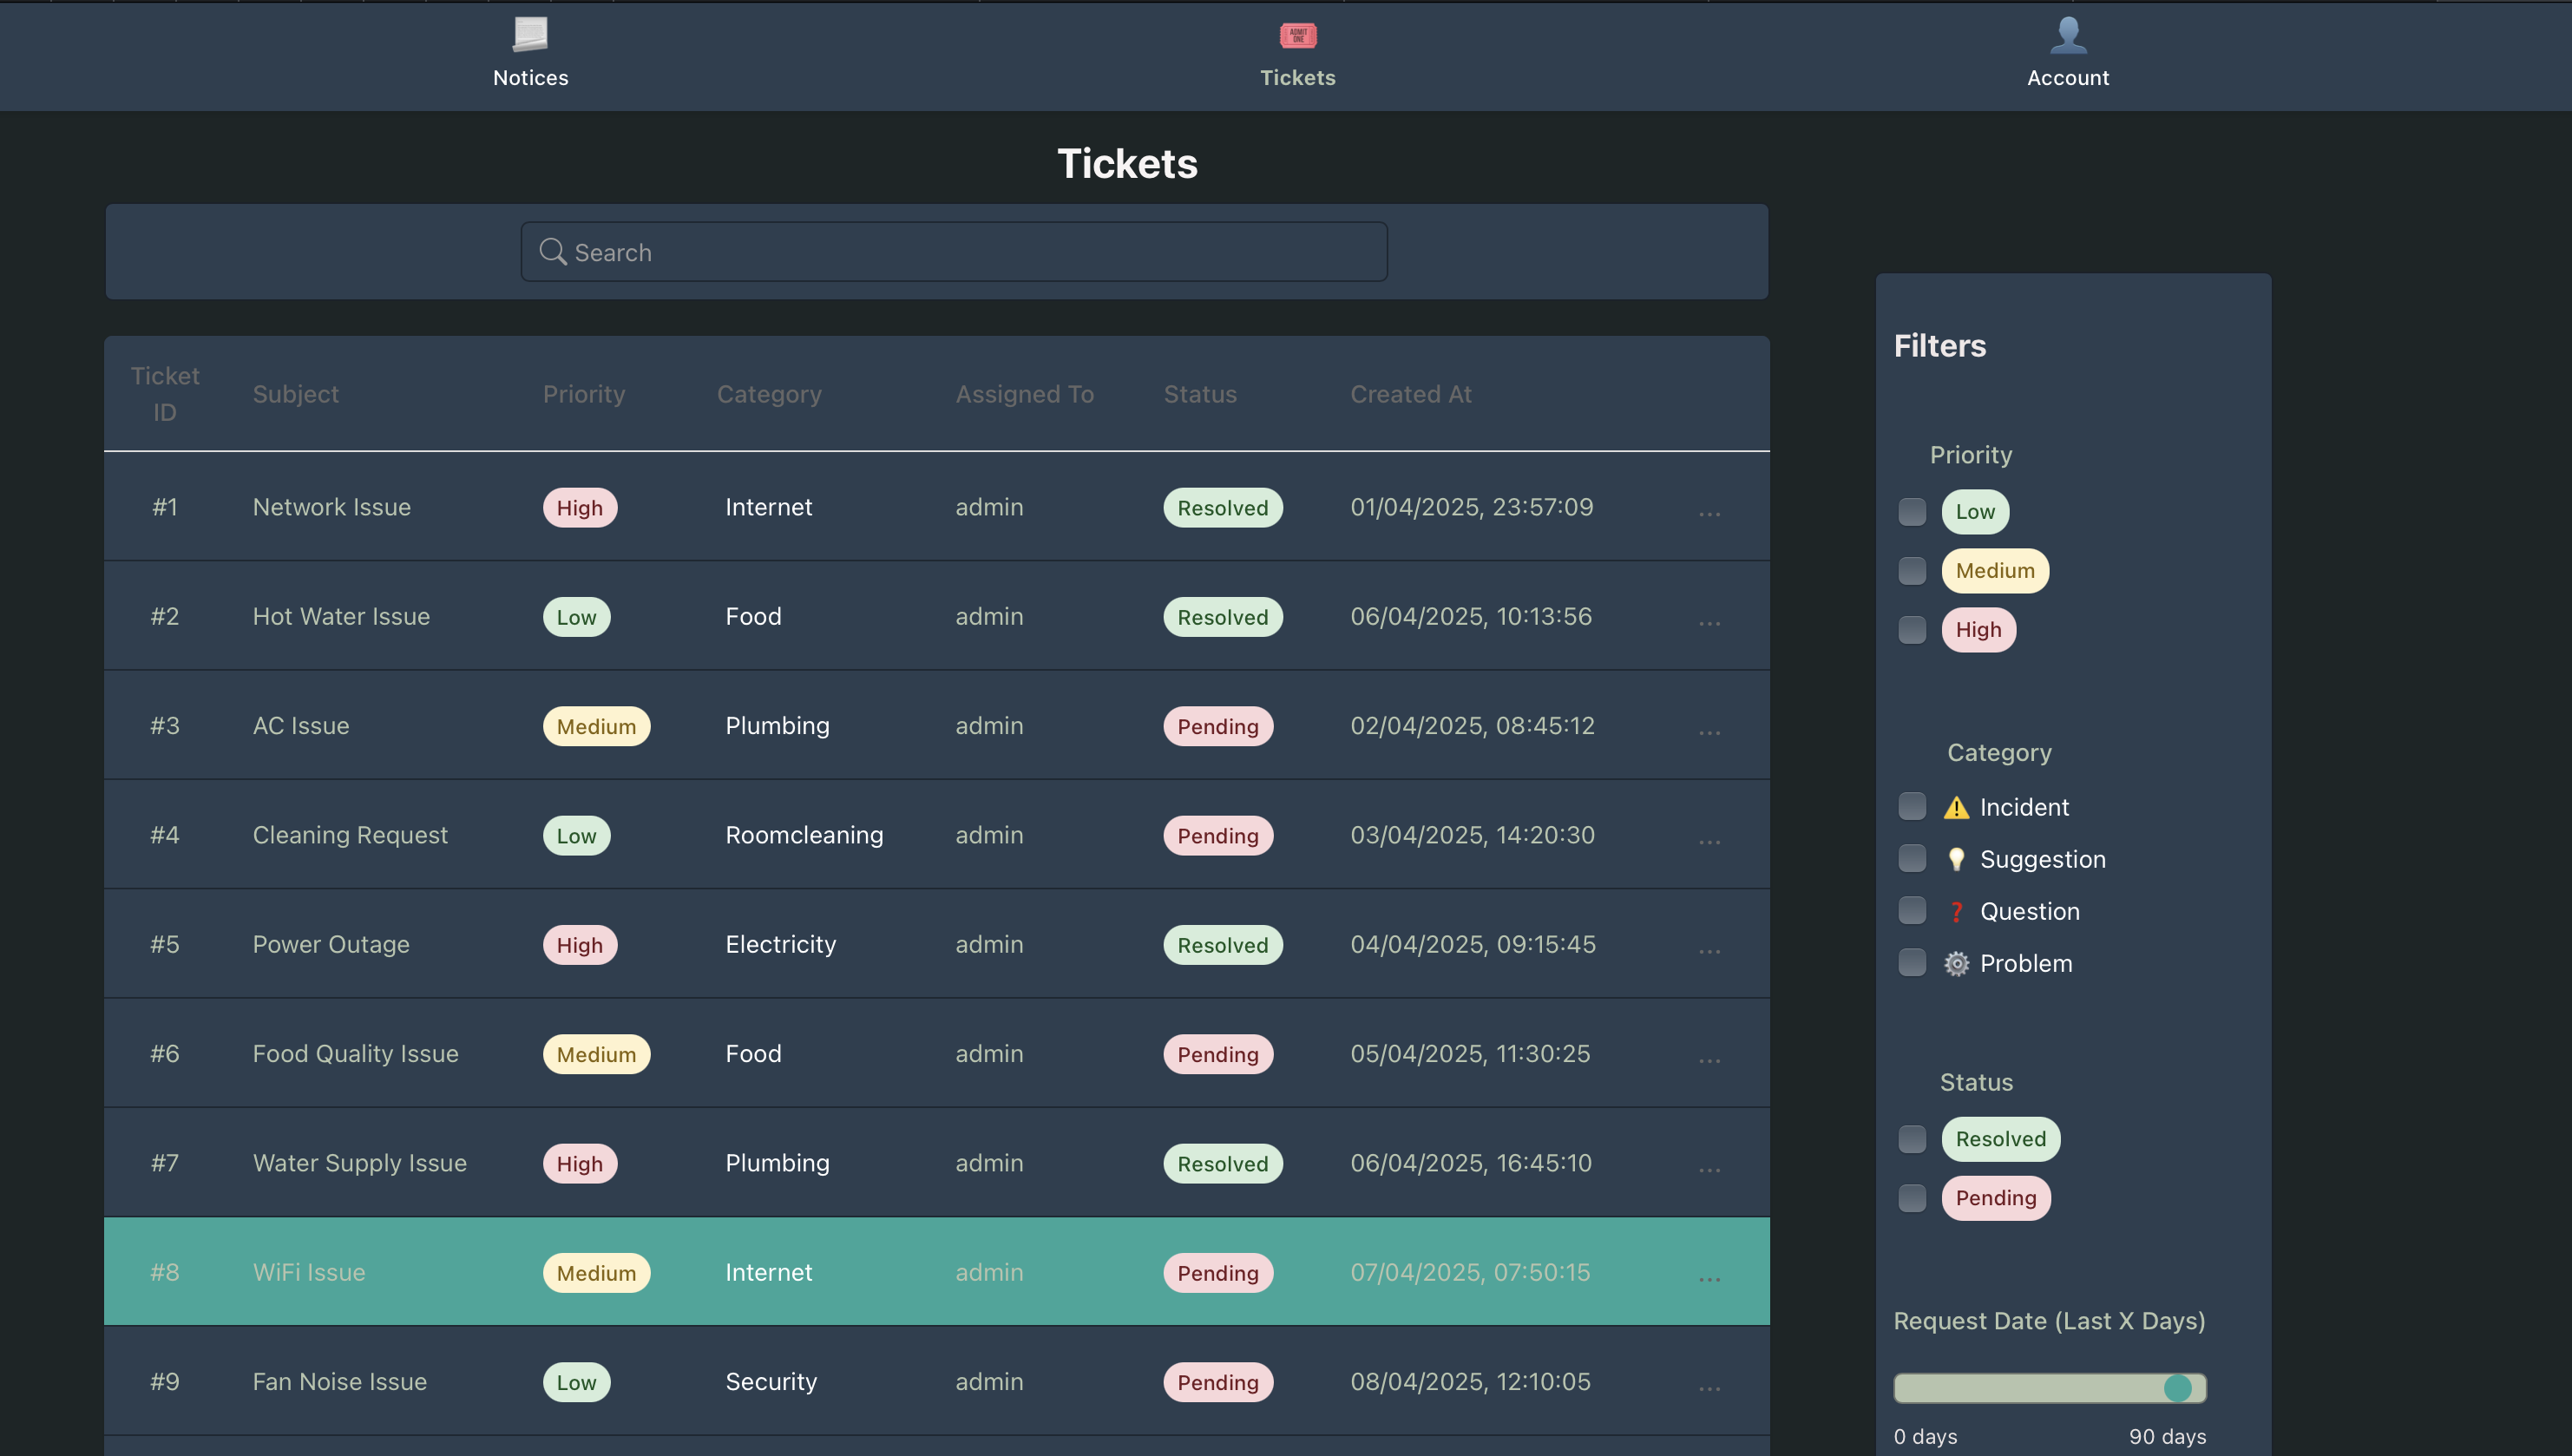 Notices
ADMIT ONE
Tickets
Account
Tickets
Search
Ticket ID Subject Priority Category Assigned To Status Created At
#1 Network Issue High Internet admin Resolved 01/04/2025, 23:57:09 ...
#2 Hot Water Issue Low Food admin Resolved 06/04/2025, 10:13:56 ...
#3 AC Issue Medium Plumbing admin Pending 02/04/2025, 08:45:12 ...
#4 Cleaning Request Low Roomcleaning admin Pending 03/04/2025, 14:20:30 ...
#5 Power Outage High Electricity admin Resolved 04/04/2025, 09:15:45 ...
#6 Food Quality Issue Medium Food admin Pending 05/04/2025, 11:30:25 ...
#7 Water Supply Issue High Plumbing admin Resolved 06/04/2025, 16:45:10 ...
#8 WiFi Issue Medium Internet admin Pending 07/04/2025, 07:50:15 ...
#9 Fan Noise Issue Low Security admin Pending 08/04/2025, 12:10:05 ...
Filters
Priority
Low
Medium
High
Category
⚠️ Incident
💡 Suggestion
❓ Question
⚙️ Problem
Status
Resolved
Pending
Request Date (Last X Days)
0 days 90 days